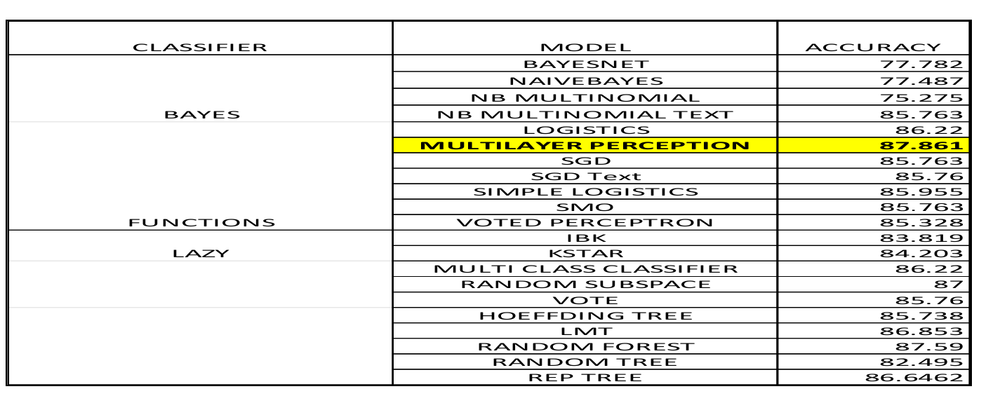 CLASSIFIER MODEL ACCURACY
BAYESNET 77.782
NAIVEBAYES 77.487
NB MULTINOMIAL 75.275
BAYES NB MULTINOMIAL TEXT 85.763
LOGISTICS 86.22
MULTILAYER PERCEPTION 87.861
SGD 85.763
SGD Text 85.76
SIMPLE LOGISTICS 85.955
SMO 85.763
FUNCTIONS VOTED PERCEPTRON 85.328
IBK 83.819
LAZY KSTAR 84.203
MULTI CLASS CLASSIFIER 86.22
RANDOM SUBSPACE 87
VOTE 85.76
HOEFFDING TREE 85.738
LMT 86.853
RANDOM FOREST 87.59
RANDOM TREE 82.495
REP TREE 86.6462